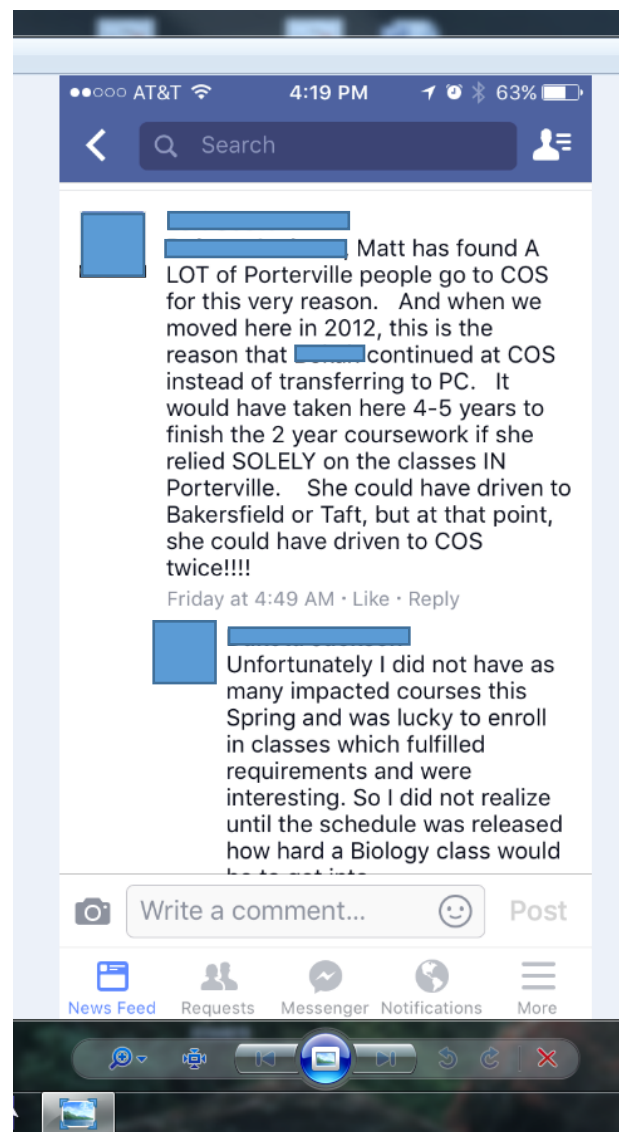 AT&T 4:19 PM 63%
Search
, Matt has found A
LOT of Porterville people go to COS
for this very reason. And when we
moved here in 2012, this is the
reason that continued at COS
instead of transferring to PC. It
would have taken here 4-5 years to
finish the 2 year coursework if she
relied SOLELY on the classes IN
Porterville. She could have driven to
Bakersfield or Taft, but at that point,
she could have driven to COS
twice!!!!
Friday at 4:49 AM · Like · Reply
Unfortunately I did not have as
many impacted courses this
Spring and was lucky to enroll
in classes which fulfilled
requirements and were
interesting. So I did not realize
until the schedule was released
how hard a Biology class would
Write a comment... Post
News Feed Requests Messenger Notifications More